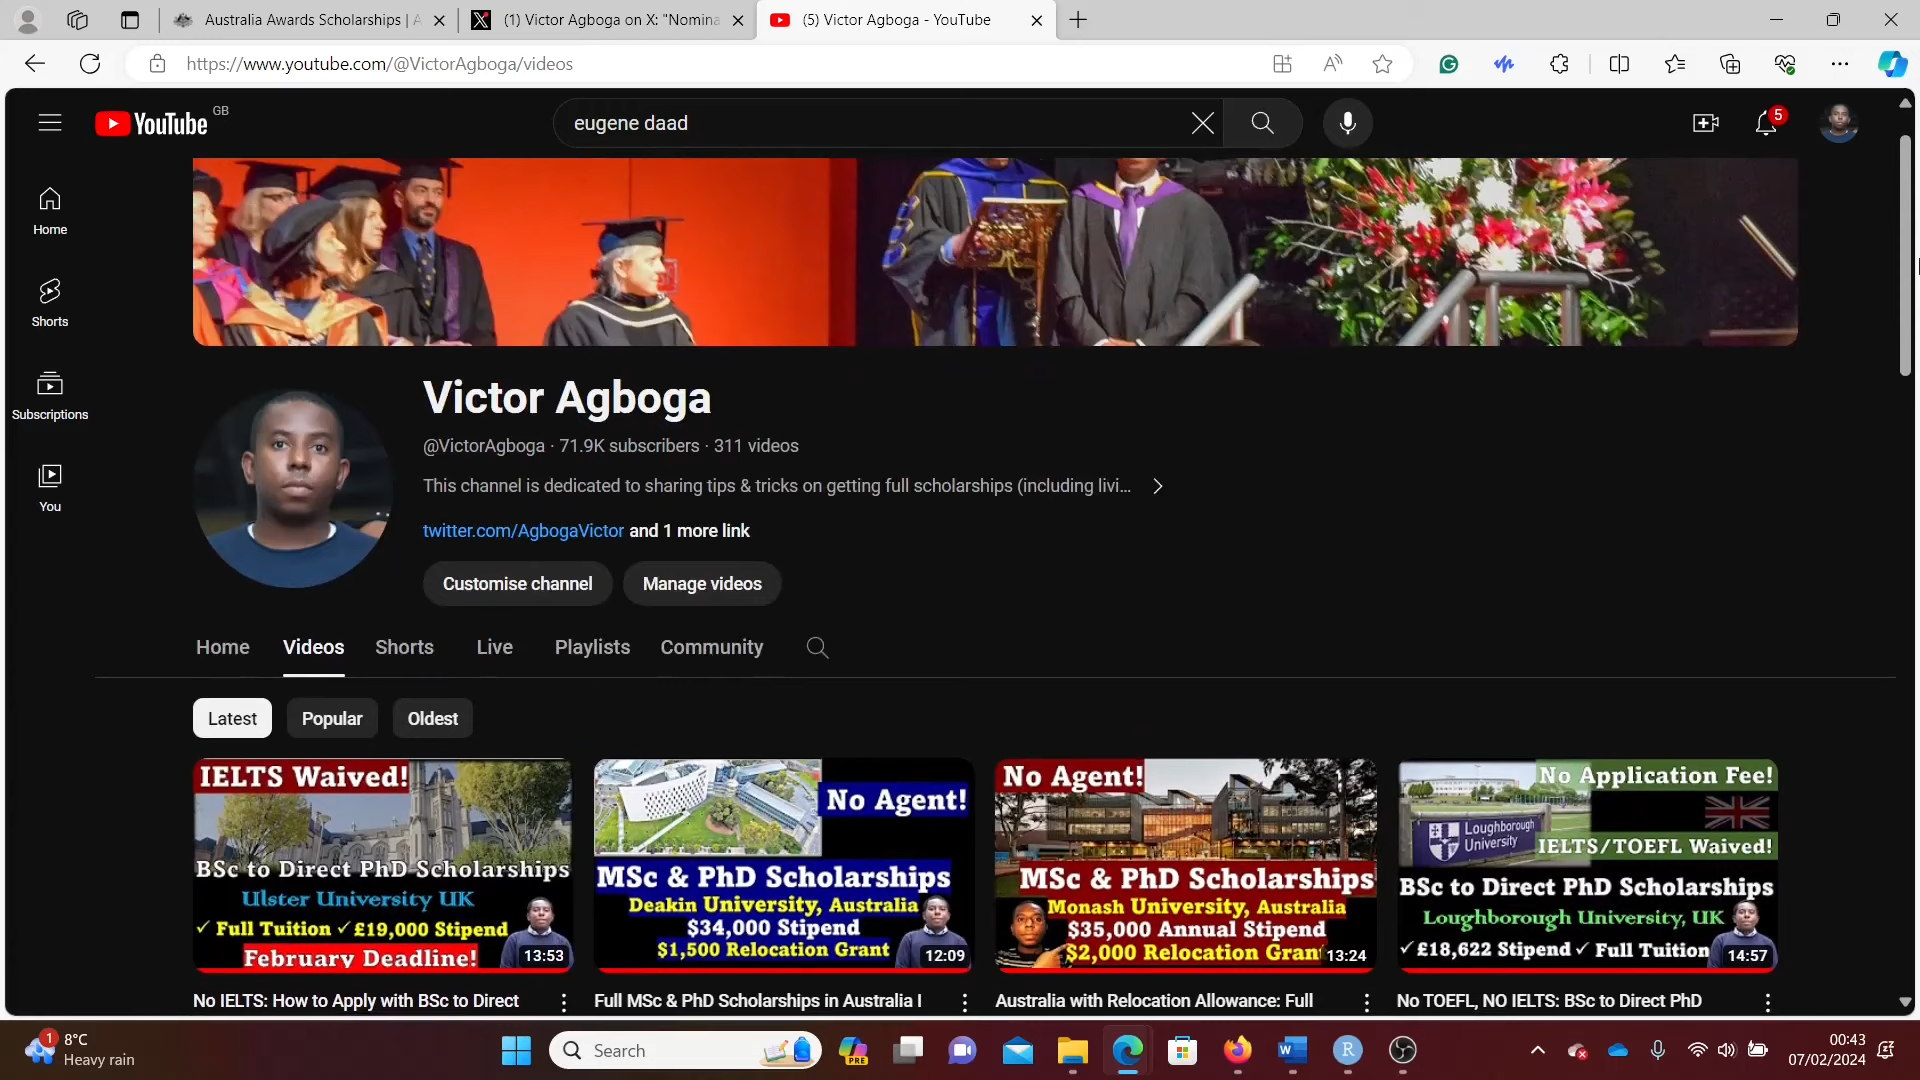 Australia Awards Scholarships | A
(1) Victor Agboga on X: "Nomina
(5) Victor Agboga - YouTube
https://www.youtube.com/@VictorAgboga/videos
YouTube GB
eugene daad
5
Home
Shorts
Subscriptions
You
Victor Agboga
@VictorAgboga · 71.9K subscribers · 311 videos
This channel is dedicated to sharing tips & tricks on getting full scholarships (including livi...
twitter.com/AgbogaVictor and 1 more link
Customise channel
Manage videos
Home
Videos
Shorts
Live
Playlists
Community
Latest
Popular
Oldest
IELTS Waived!
BSc to Direct PhD Scholarships
Ulster University UK
✓ Full Tuition ✓ £19,000 Stipend
February Deadline!
13:53
No IELTS: How to Apply with BSc to Direct
No Agent!
MSc & PhD Scholarships
Deakin University, Australia
$34,000 Stipend
$1,500 Relocation Grant
12:09
Full MSc & PhD Scholarships in Australia I
No Agent!
MSc & PhD Scholarships
Monash University, Australia
$35,000 Annual Stipend
$2,000 Relocation Grant
13:24
Australia with Relocation Allowance: Full
No Application Fee!
Loughborough
University
IELTS/TOEFL Waived!
BSc to Direct PhD Scholarships
Loughborough University, UK
✓ £18,622 Stipend ✓ Full Tuition
14:57
No TOEFL, NO IELTS: BSc to Direct PhD
1
8°C
Heavy rain
Search
PRE
W
R
00:43
07/02/2024